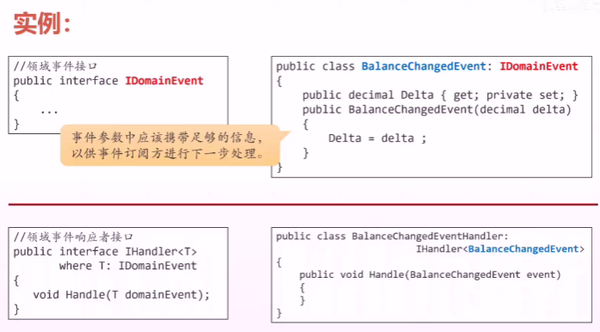 实例：
//领域事件接口
public interface IDomainEvent
{
...
}
public class BalanceChangedEvent: IDomainEvent
{
public decimal Delta { get; private set; }
public BalanceChangedEvent(decimal delta)
{
Delta = delta ;
}
}
事件参数中应该携带足够的信息，
以供事件订阅方进行下一步处理。
//领域事件响应者接口
public interface IHandler<T>
where T: IDomainEvent
{
void Handle(T domainEvent);
}
public class BalanceChangedEventHandler:
IHandler<BalanceChangedEvent>
{
public void Handle(BalanceChangedEvent event)
{
}
}